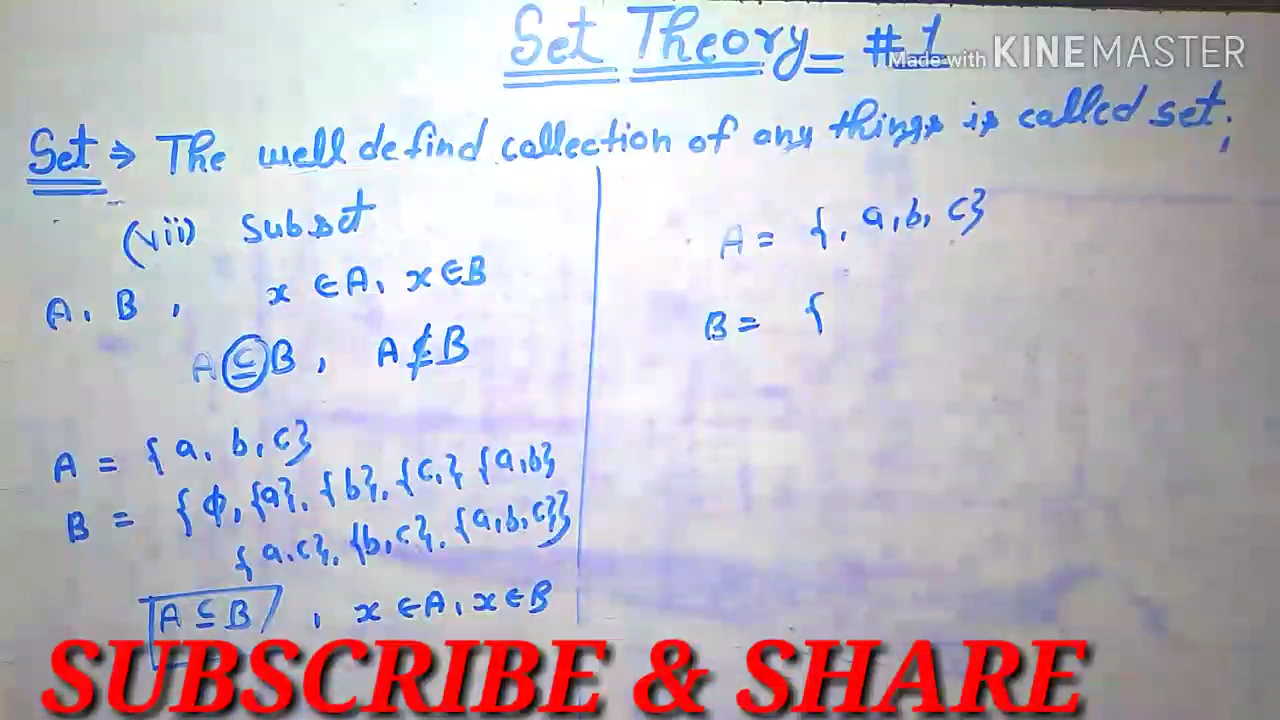 Set Theory = #1
Made with KINEMASTER
Set ⇒ The well defind collection of any things is called set;
(vii) subset
A, B, x ∈ A, x ∈ B
A ⊆ B, A ⊈ B
A = {a, b, c}
B = {ϕ, {a}, {b}, {c,} {a,b}
{a.c}, {b,c}, {a,b,c}}
A ⊆ B, x ∈ A, x ∈ B
A = {, a, b, c}
B = {
SUBSCRIBE & SHARE